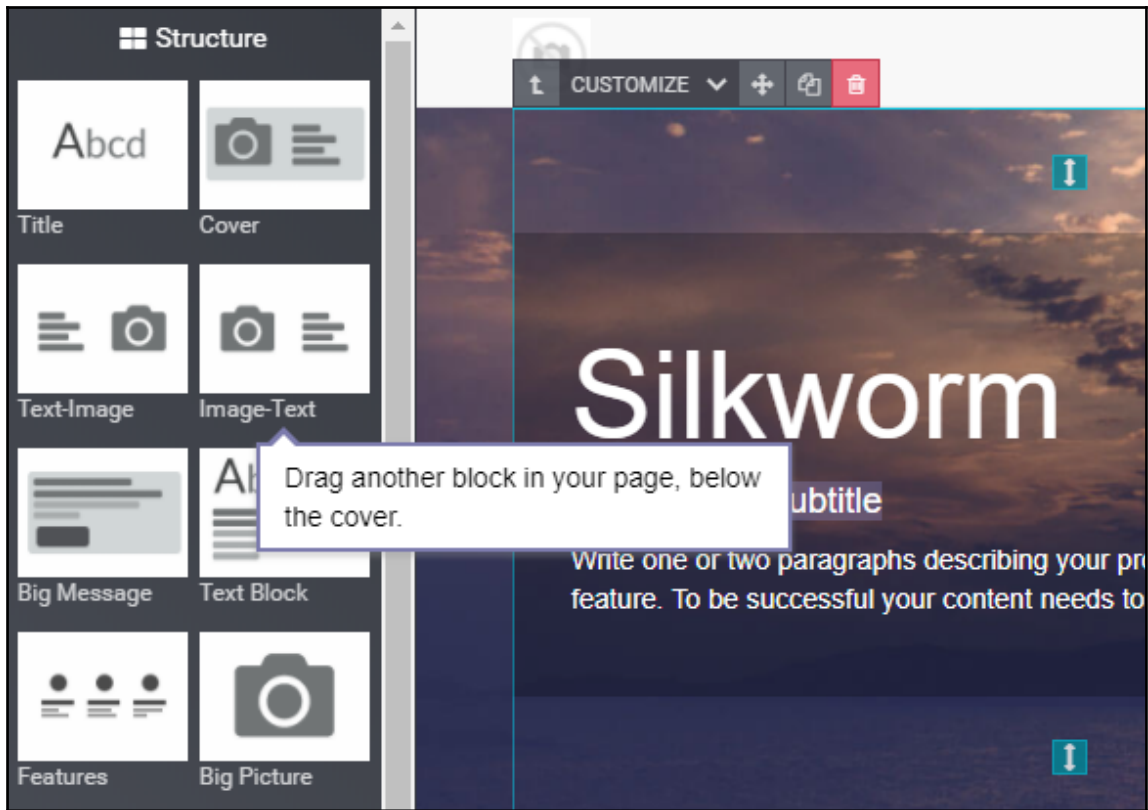 Structure
Abcd
Title
Cover
Text-Image
Image-Text
Drag another block in your page, below
the cover.
Big Message
Text Block
Features
Big Picture
CUSTOMIZE
Silkworm
ubtitle
Write one or two paragraphs describing your pr
feature. To be successful your content needs to